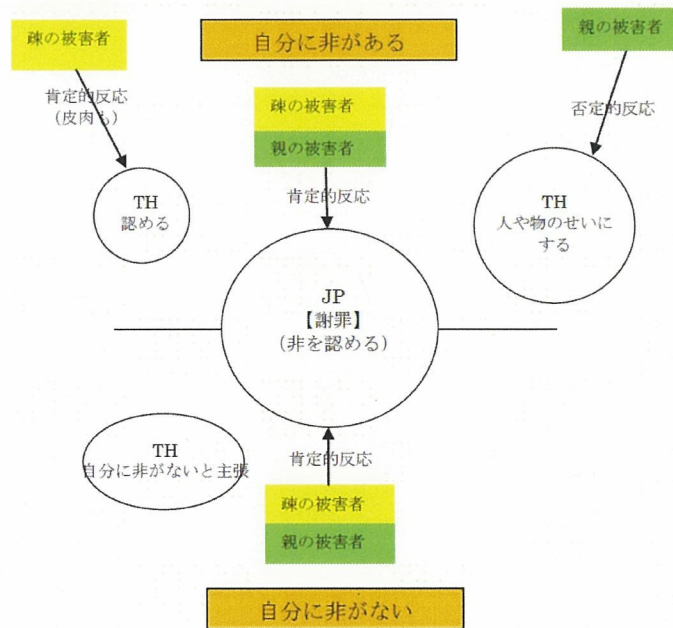 自分に非がある
疎の被害者
肯定的反応
(皮肉も)
TH
認める
疎の被害者
親の被害者
肯定的反応
親の被害者
否定的反応
TH
人や物のせいに
する
JP
【謝罪】
(非を認める)
TH
自分に非がないと主張
肯定的反応
疎の被害者
親の被害者
自分に非がない